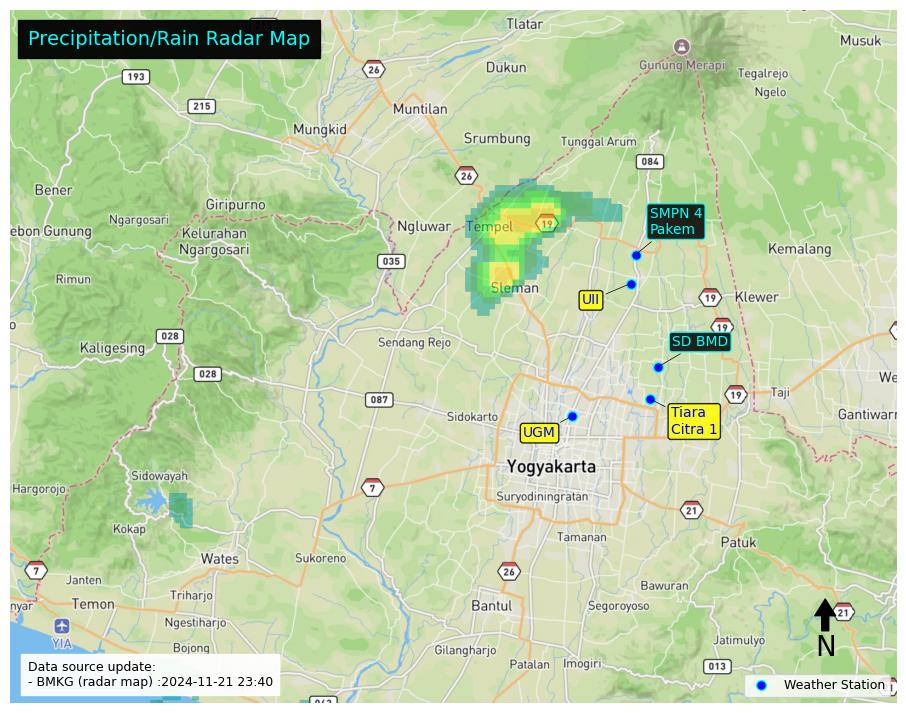 Precipitation/Rain Radar Map
Tlatar
Musuk
26
193
Dukun
Gunung Merapi
Tegalrejo
Ngelo
215
Muntilan
Mungkid
Srumbung
Tunggal Arum
084
26
Bener
Giripurno
SMPN 4
Pakem
Ngargosari
ebon Gunung
Kelurahan
Ngargosari
Ngluwar
Tempel
19
Kemalang
035
Rimun
Sleman
UII
19
Klewer
19
028
Kaligesing
Sendang Rejo
SD BMD
028
We
087
19
Taji
Sidokarto
Tiara
Citra 1
Gantiwarn
UGM
Yogyakarta
Sidowayah
Hargorojo
7
Suryodiningratan
21
Kokap
Tamanan
Patuk
Wates
Sukoreno
7
26
Janten
Bawuran
Triharjo
nyar
Temon
Bantul
Segoroyoso
21
Ngestiharjo
YIA
N
Bojong
Gilangharjo
Jatimulyo
Data source update:
- BMKG (radar map) :2024-11-21 23:40
Patalan
Imogiri
013
Weather Station